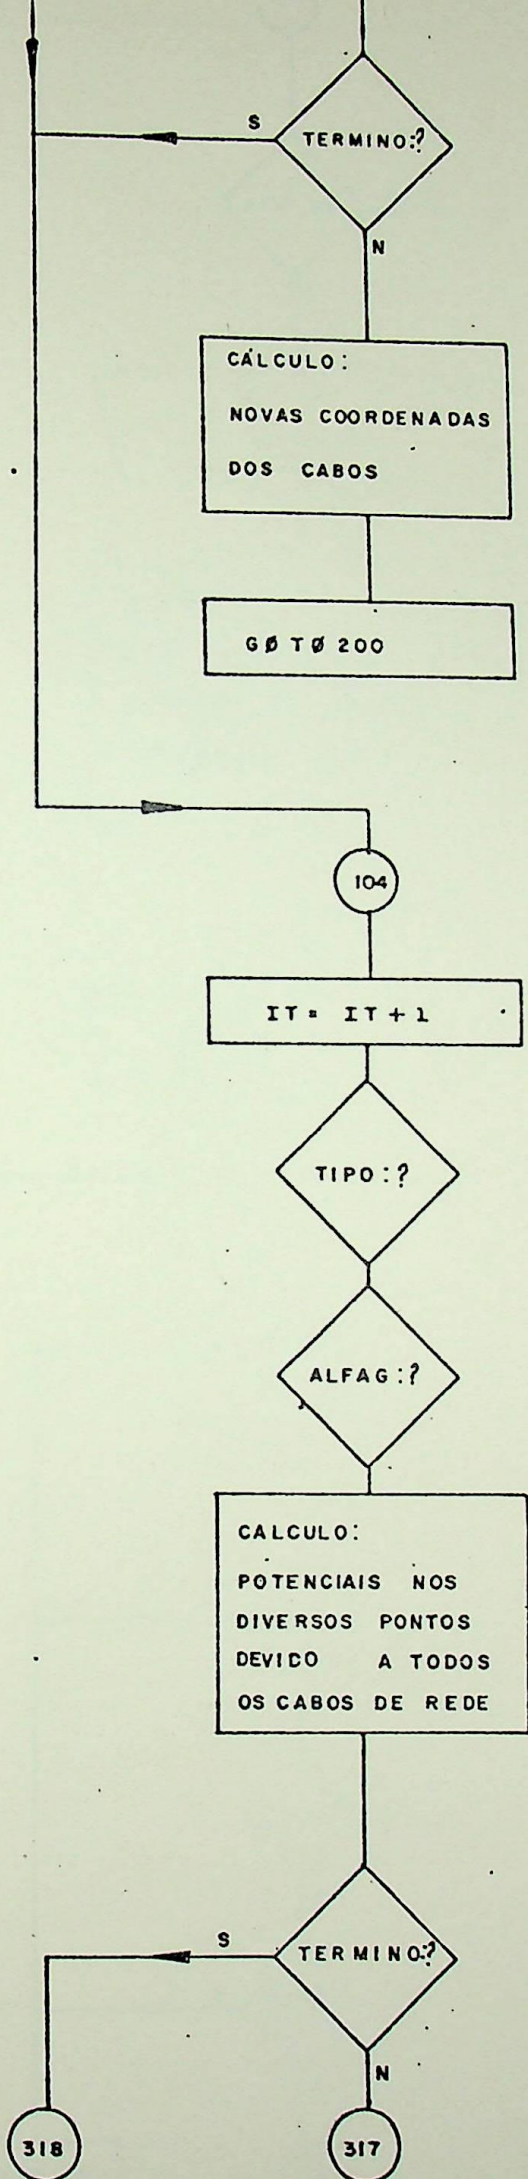 S
TERMINO:?
N
CÁLCULO:
NOVAS COORDENADAS
DOS CABOS
GØ TØ 200
104
IT = IT + 1
TIPO:?
ALFAG:?
CALCULO:
POTENCIAIS NOS
DIVERSOS PONTOS
DEVIDO A TODOS
OS CABOS DE REDE
S
TERMINO:?
N
318
317